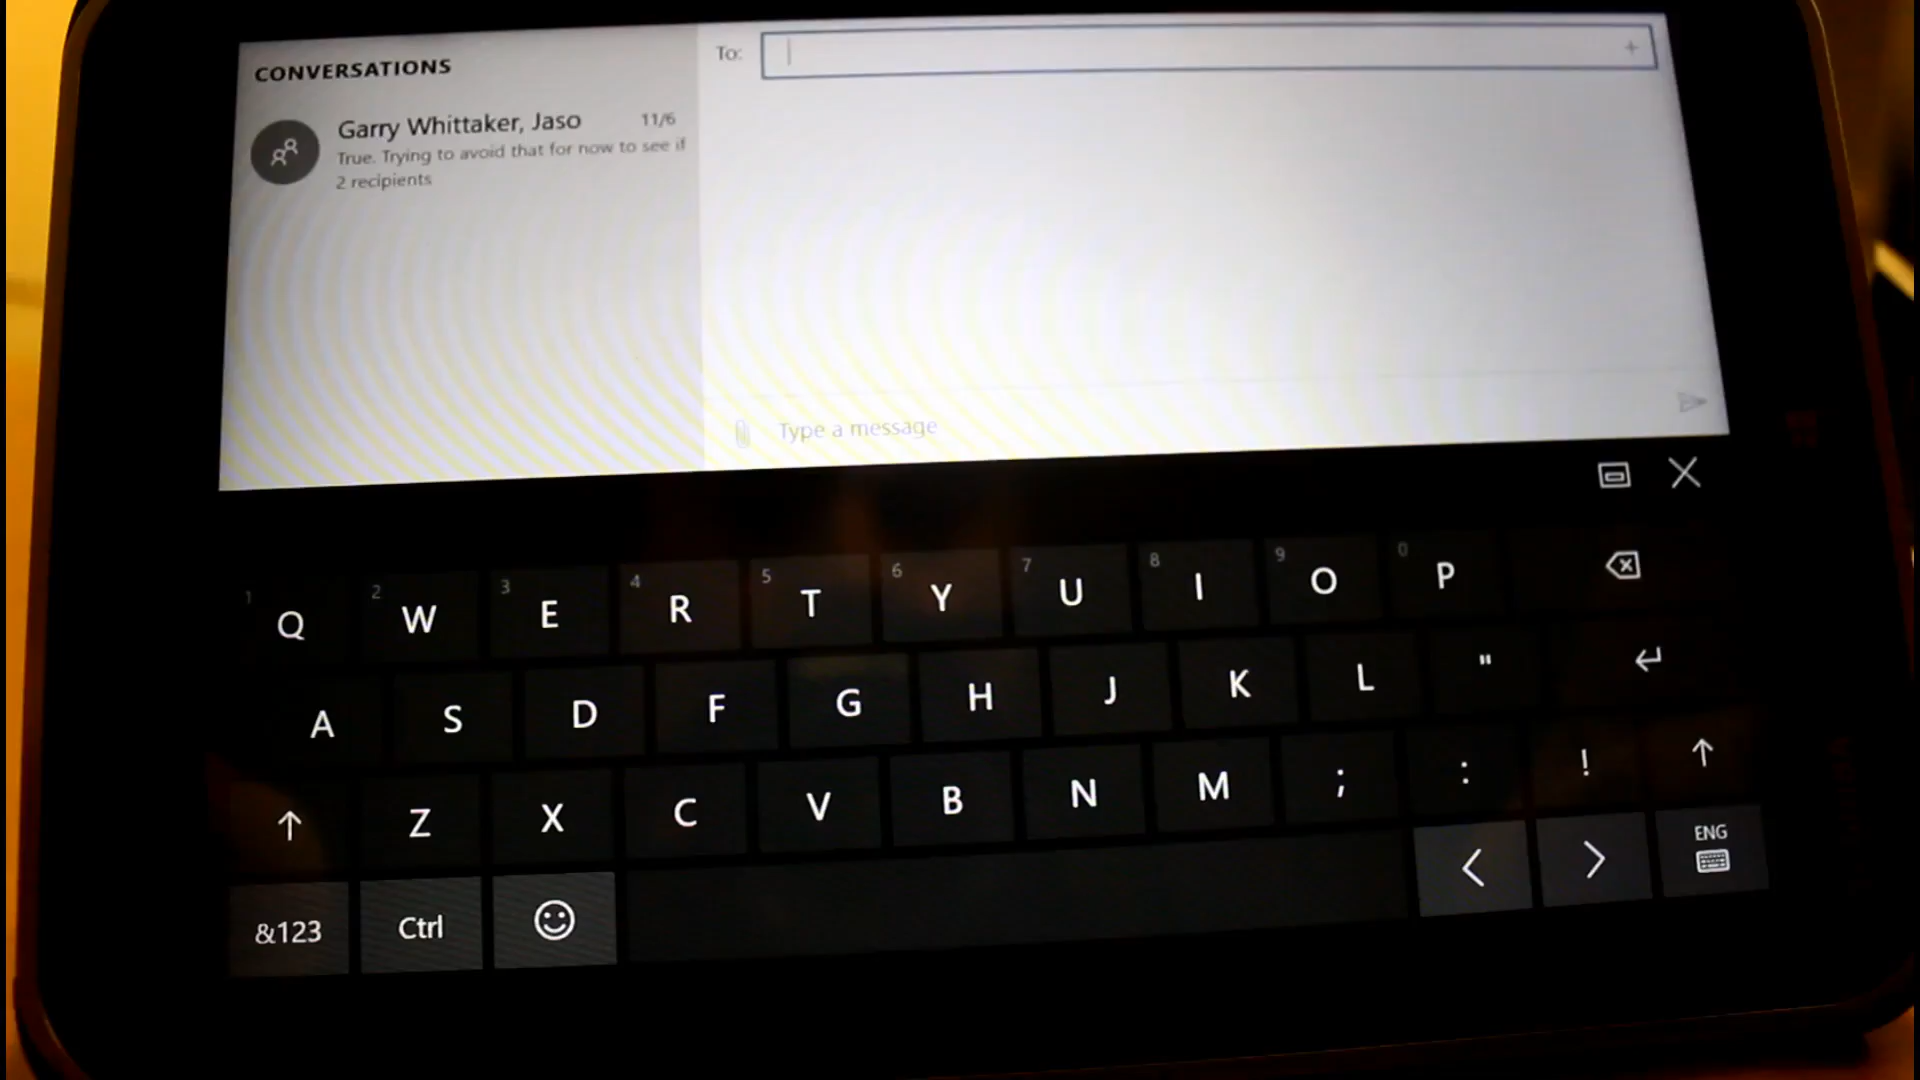 CONVERSATIONS
Garry Whittaker, Jaso 11/6
True. Trying to avoid that for now to see if
2 recipients
To:
Type a message
1 2 3 4 5 6 7 8 9 0
Q W E R T Y U I O P
A S D F G H J K L "
Z X C V B N M ; : !
&123 Ctrl ENG